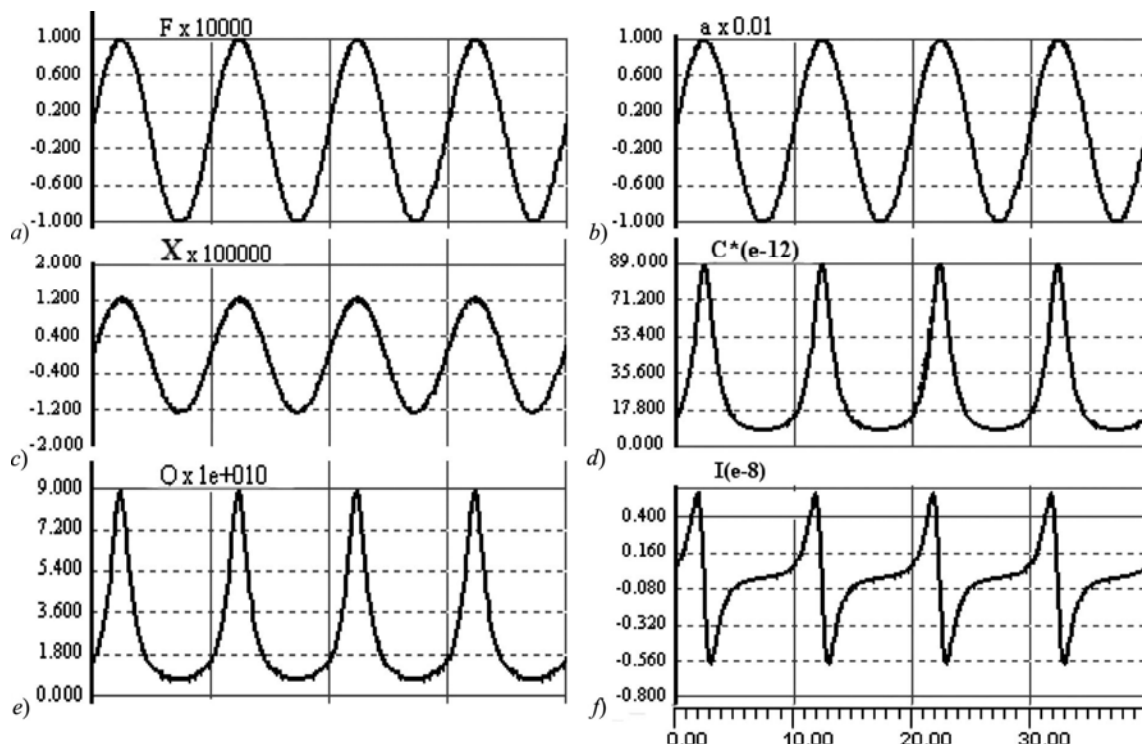 F x 10000
1.000
0.600
0.200
-0.200
-0.600
-1.000
a)
a x 0.01
1.000
0.600
0.200
-0.200
-0.600
-1.000
b)
X x 100000
2.000
1.200
0.400
-0.400
-1.200
-2.000
c)
C*(e-12)
89.000
71.200
53.400
35.600
17.800
0.000
d)
Q x 1e+010
9.000
7.200
5.400
3.600
1.800
0.000
e)
I(e-8)
0.400
0.160
-0.080
-0.320
-0.560
-0.800
f)
0.00 10.00 20.00 30.00